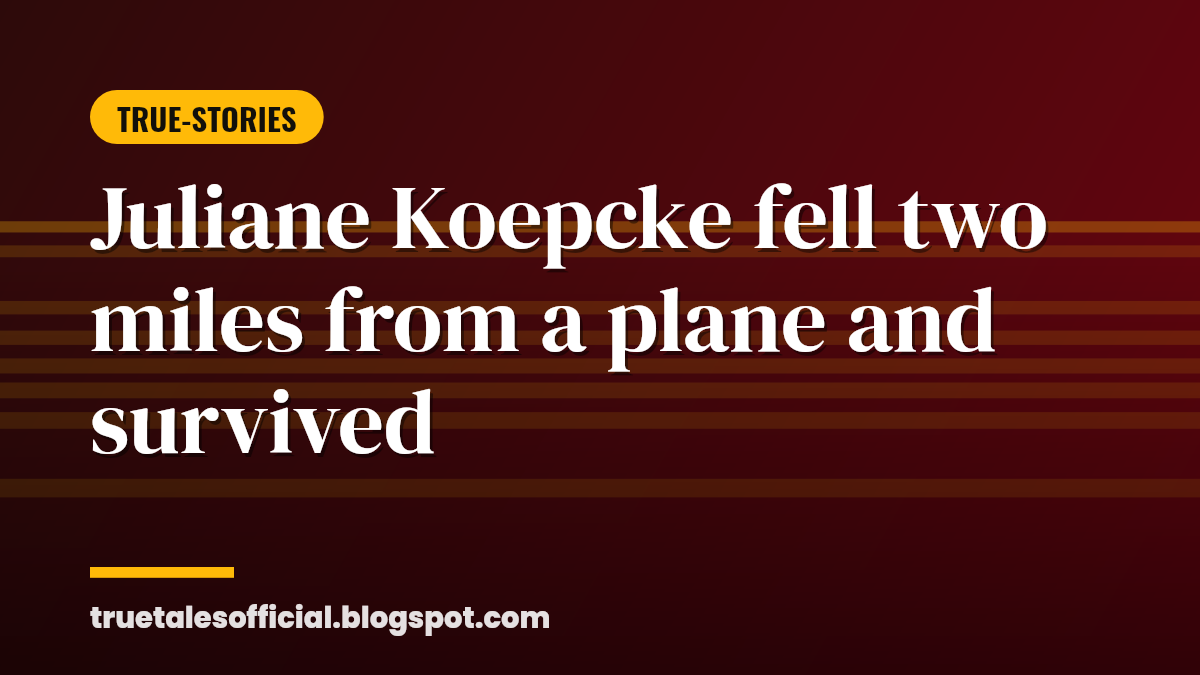 TRUE-STORIES
Juliane Koepcke fell two
miles from a plane and
survived
truetalesofficial.blogspot.com